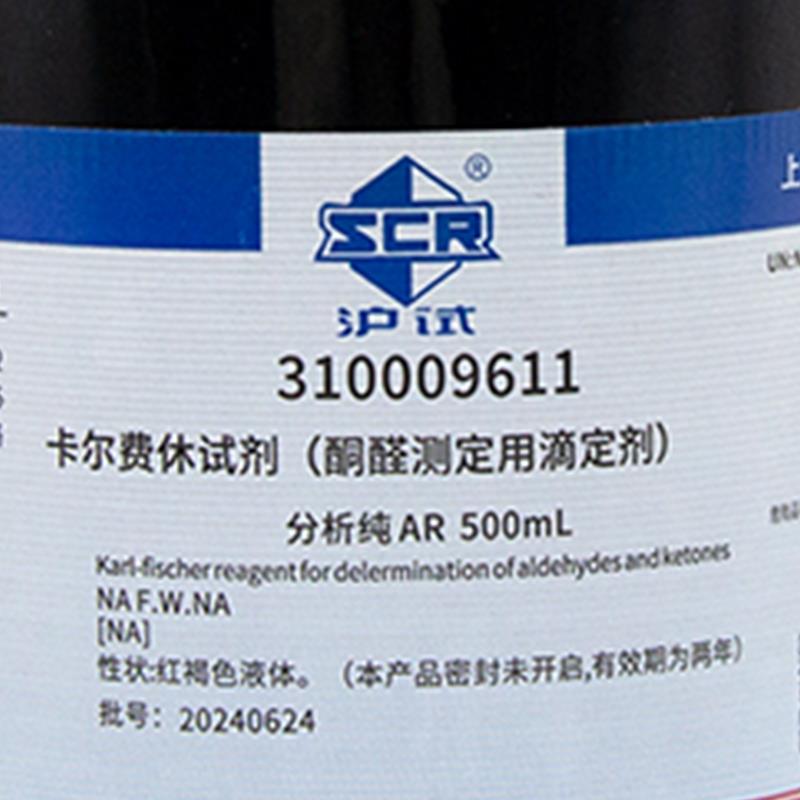 ®
上
SCR
UN:N
沪试
310009611
卡尔费休试剂（酮醛测定用滴定剂）
分析纯 AR 500mL
Karl-fischer reagent for delermination of aldehydes and ketones
NA F.W.NA
[NA]
性状:红褐色液体。（本产品密封未开启,有效期为两年）
批号：20240624